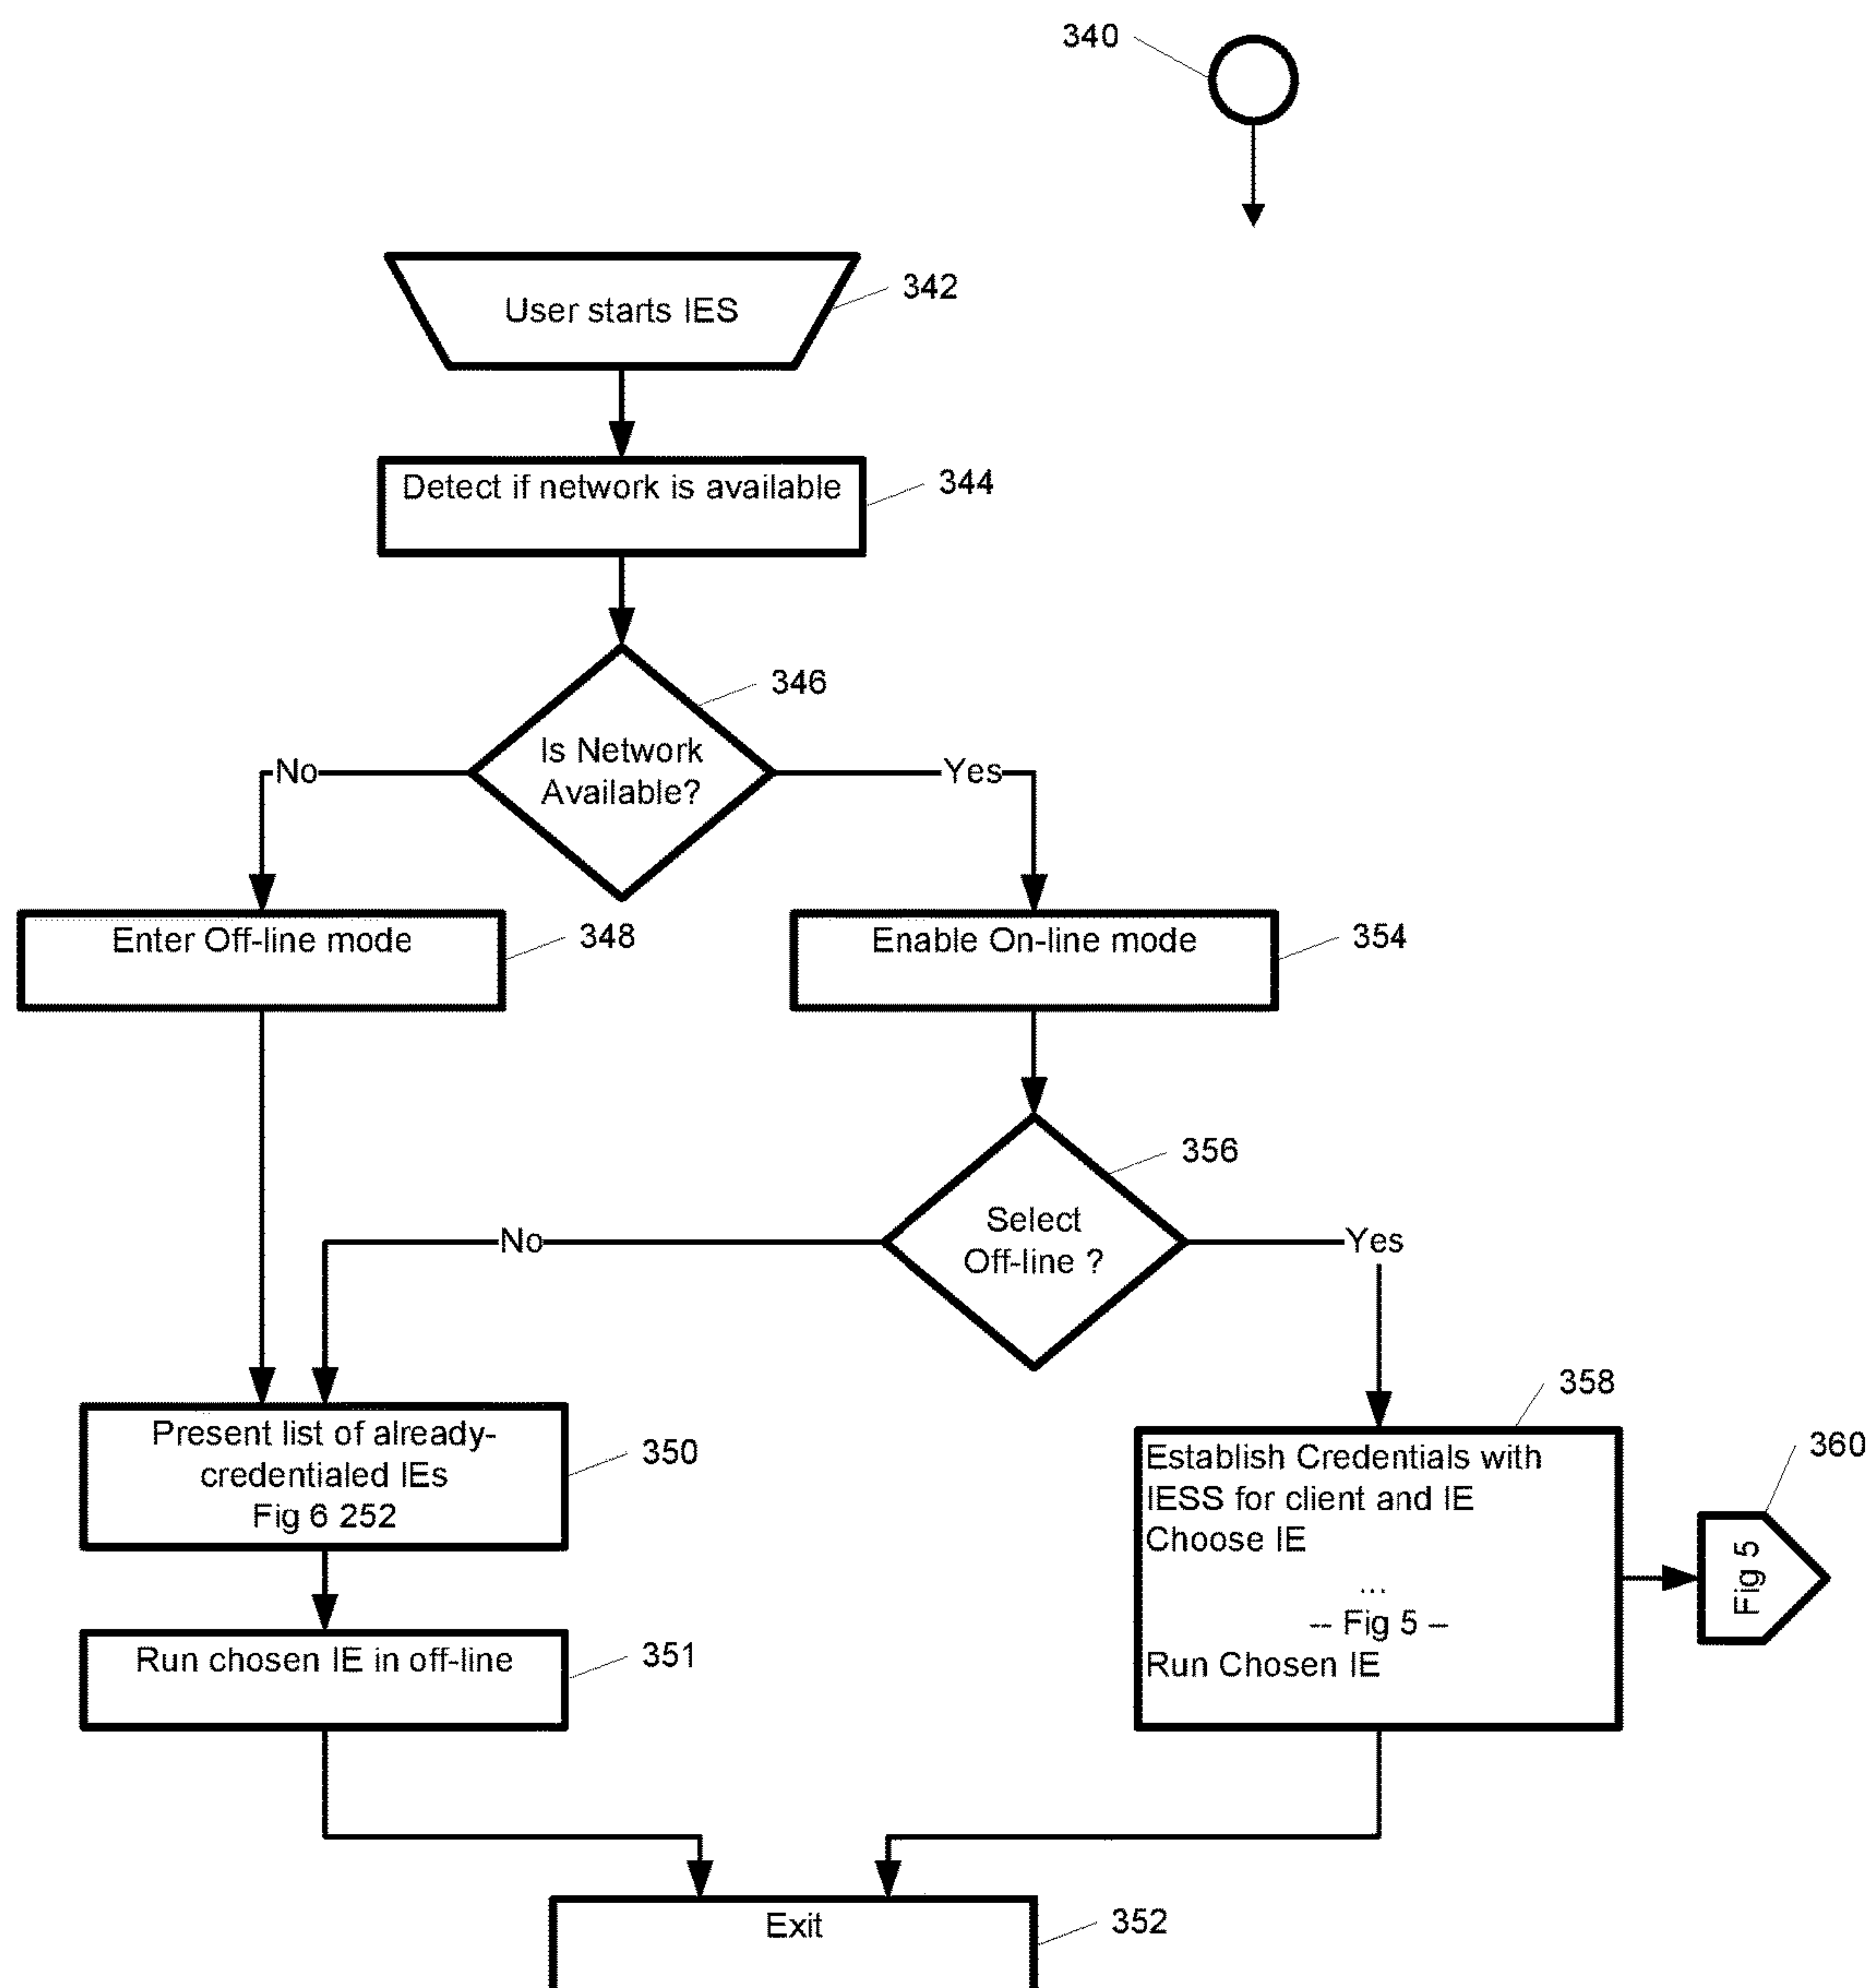 340
User starts IES
342
Detect if network is available
344
346
Is Network
Available?
No
Yes
Enter Off-line mode
348
Enable On-line mode
354
356
Select
Off-line ?
No
Yes
358
Present list of already-
credentialed IEs
Fig 6 252
350
Establish Credentials with
IESS for client and IE
Choose IE
...
-- Fig 5 –
Run Chosen IE
360
Fig 5
Run chosen IE in off-line
351
Exit
352